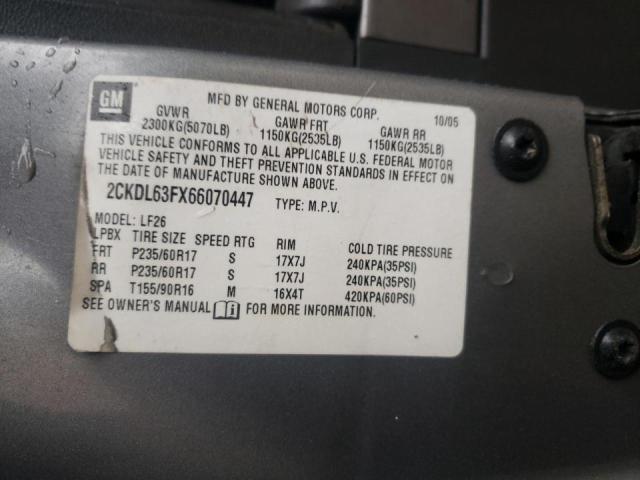 GM
MFD BY GENERAL MOTORS CORP. 10/05
GVWR GAWR FRT GAWR RR
2300KG(5070LB) 1150KG(2535LB) 1150KG(2535LB)
THIS VEHICLE CONFORMS TO ALL APPLICABLE U.S. FEDERAL MOTOR
VEHICLE SAFETY AND THEFT PREVENTION STANDARDS IN EFFECT ON
THE DATE OF MANUFACTURE SHOWN ABOVE.
2CKDL63FX66070447 TYPE: M.P.V.
MODEL: LF26
LPBX TIRE SIZE SPEED RTG RIM COLD TIRE PRESSURE
FRT P235/60R17 S 17X7J 240KPA(35PSI)
RR P235/60R17 S 17X7J 240KPA(35PSI)
SPA T155/90R16 M 16X4T 420KPA(60PSI)
SEE OWNER'S MANUAL i FOR MORE INFORMATION.